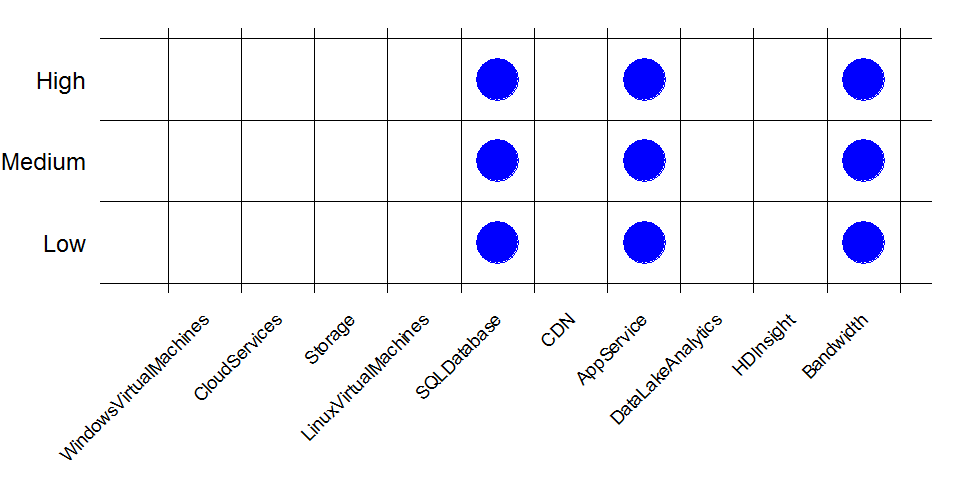 High
Medium
Low
WindowsVirtualMachines
CloudServices
Storage
LinuxVirtualMachines
SQLDatabase
CDN
AppService
DataLakeAnalytics
HDInsight
Bandwidth